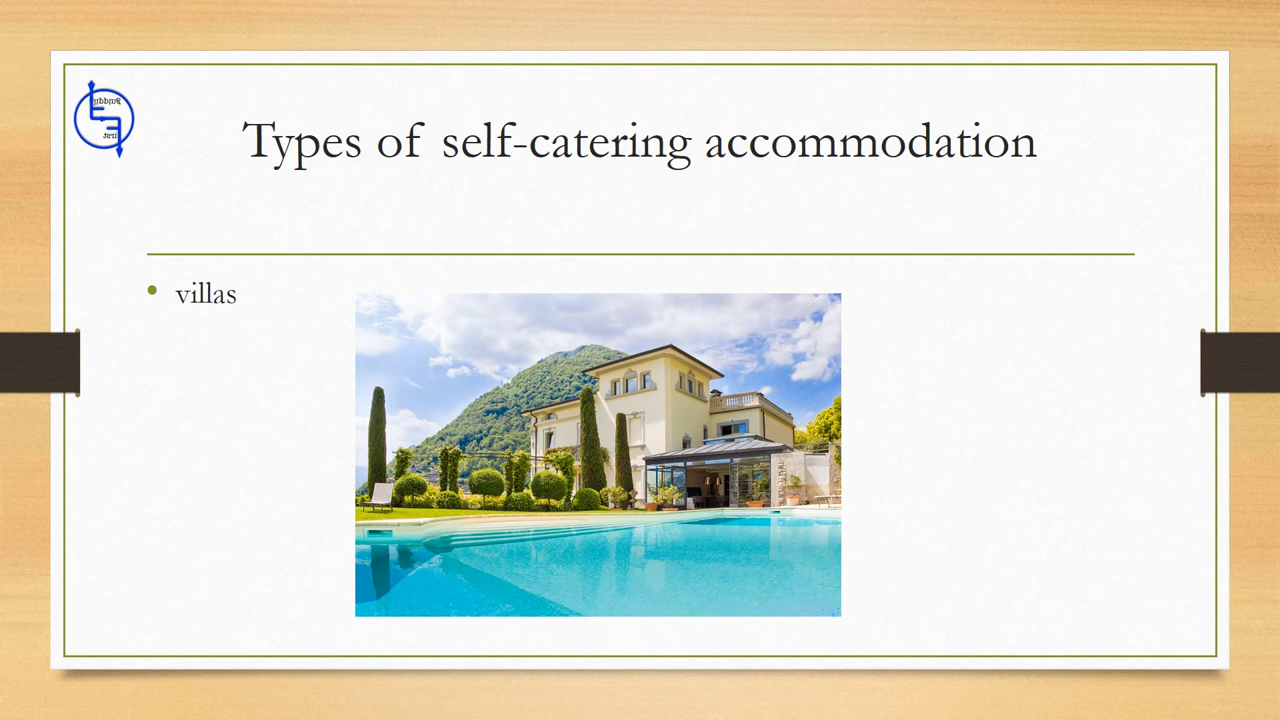 Types of self-catering accommodation
villas